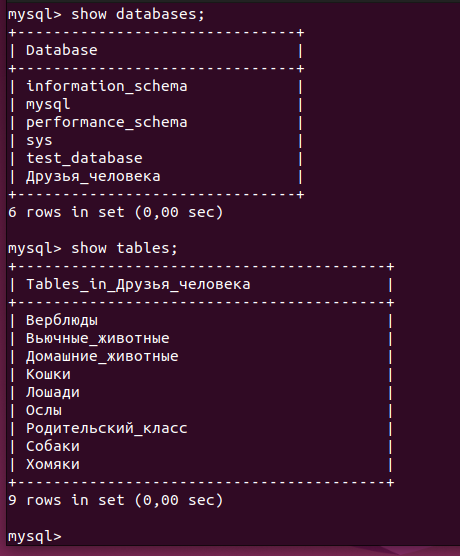 mysql> show databases;
+-------------------------------+
| Database                      |
+-------------------------------+
| information_schema            |
| mysql                         |
| performance_schema            |
| sys                           |
| test_database                 |
| Друзья_человека               |
+-------------------------------+
6 rows in set (0,00 sec)

mysql> show tables;
+-----------------------------------------+
| Tables_in_Друзья_человека               |
+-----------------------------------------+
| Верблюды                                |
| Вьючные_животные                        |
| Домашние_животные                       |
| Кошки                                   |
| Лошади                                  |
| Ослы                                    |
| Родительский_класс                      |
| Собаки                                  |
| Хомяки                                  |
+-----------------------------------------+
9 rows in set (0,00 sec)

mysql>